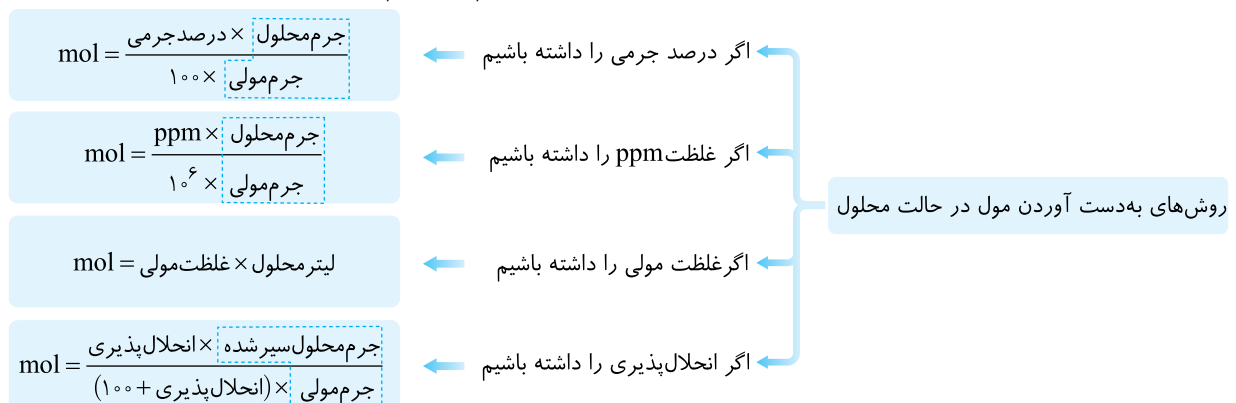 روش‌های به‌دست آوردن مول در حالت محلول
اگر درصد جرمی را داشته باشیم
mol = (درصدجرمی × جرم‌محلول) / (۱۰۰ × جرم‌مولی)
اگر غلظت ppm را داشته باشیم
mol = (ppm × جرم‌محلول) / (۱۰^۶ × جرم‌مولی)
اگرغلظت مولی را داشته باشیم
mol = غلظت‌مولی × لیترمحلول
اگر انحلال‌پذیری را داشته باشیم
mol = (انحلال‌پذیری × جرم‌محلول‌سیرشده) / ((۱۰۰ + انحلال‌پذیری) × جرم‌مولی)